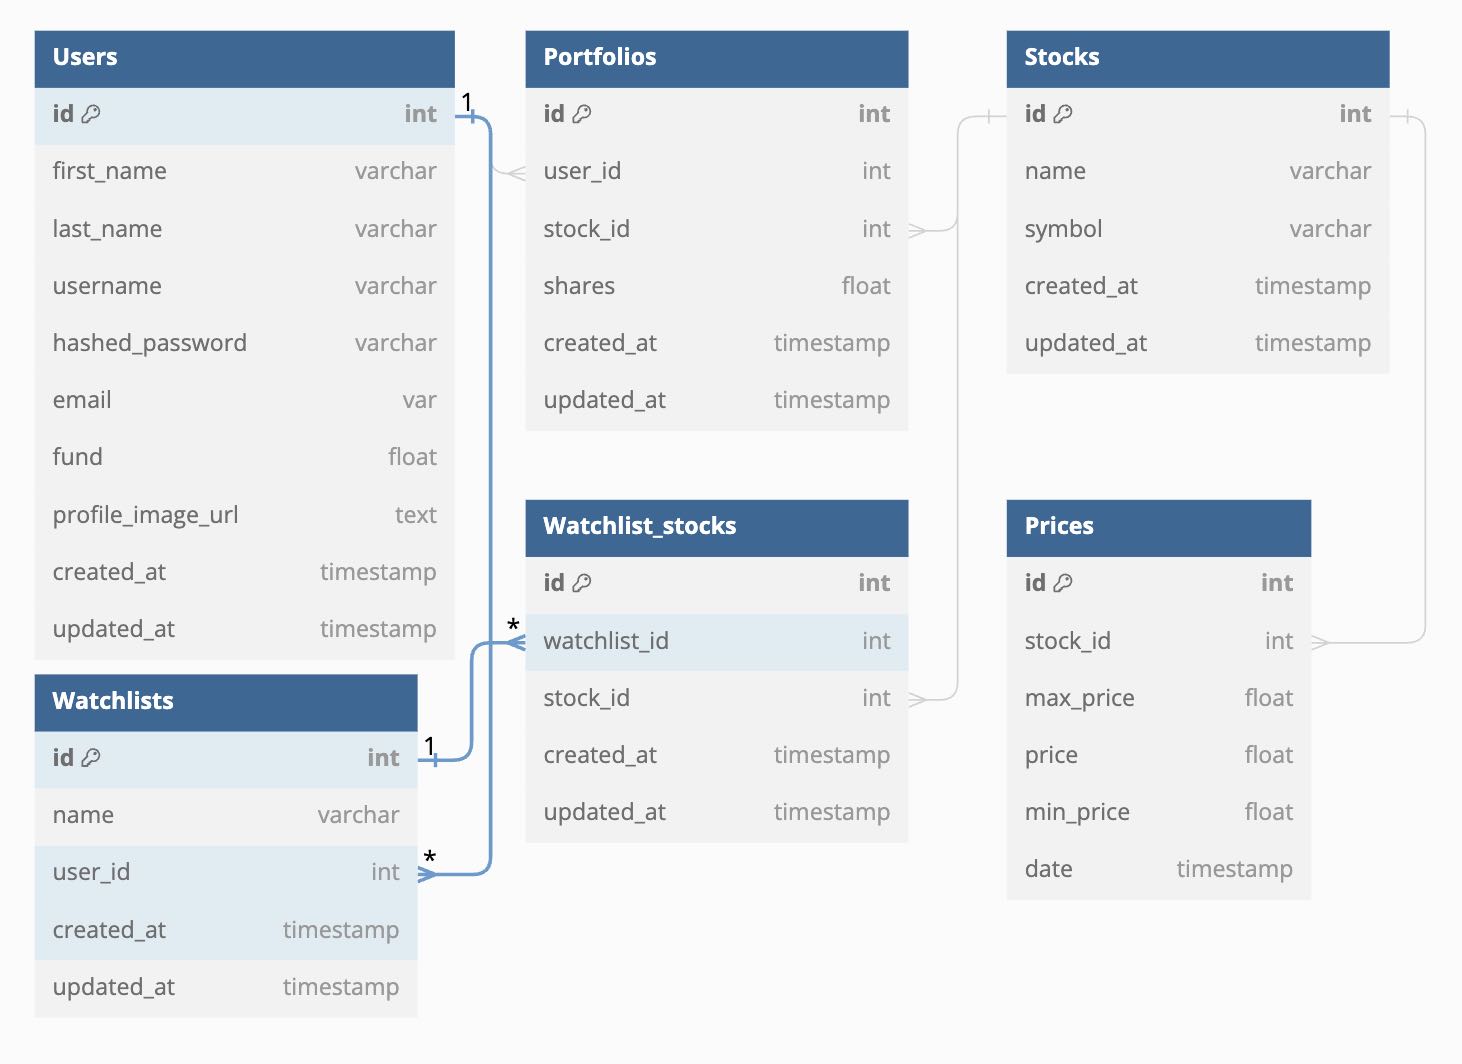 Users
id int
first_name varchar
last_name varchar
username varchar
hashed_password varchar
email var
fund float
profile_image_url text
created_at timestamp
updated_at timestamp
1
Portfolios
id int
user_id int
stock_id int
shares float
created_at timestamp
updated_at timestamp
Stocks
id int
name varchar
symbol varchar
created_at timestamp
updated_at timestamp
Watchlists
id int
name varchar
user_id int
created_at timestamp
updated_at timestamp
1
*
Watchlist_stocks
id int
watchlist_id int
stock_id int
created_at timestamp
updated_at timestamp
*
Prices
id int
stock_id int
max_price float
price float
min_price float
date timestamp